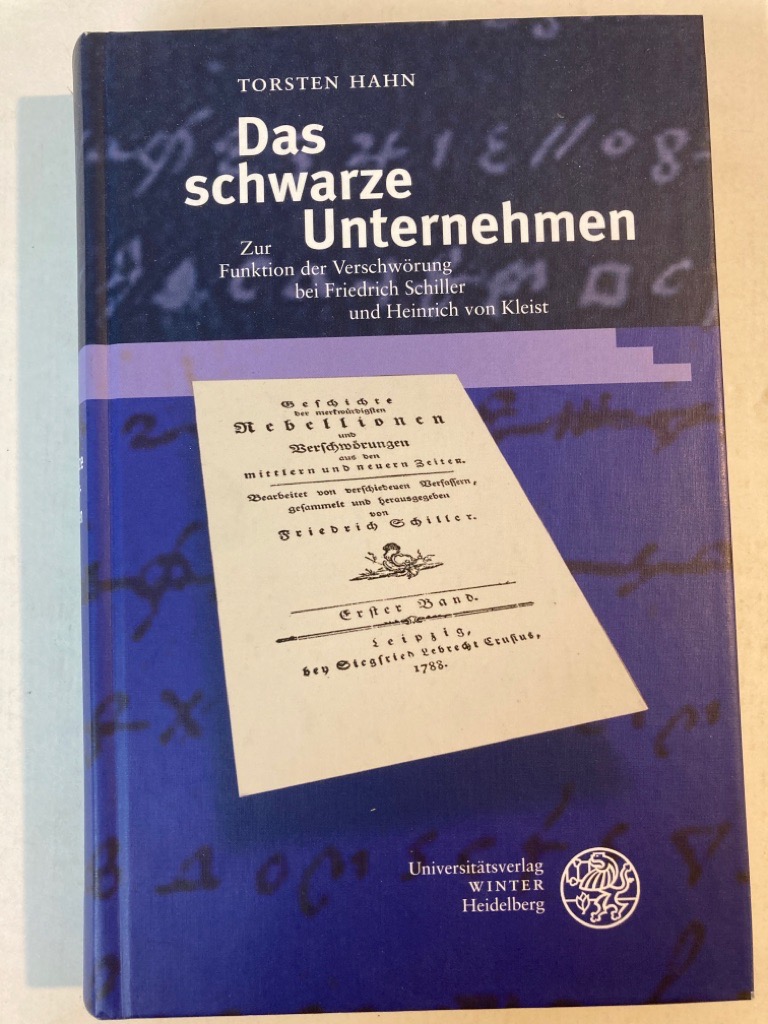 TORSTEN HAHN
Das
schwarze
Unternehmen
Zur
Funktion der Verschwörung
bei Friedrich Schiller
und Heinrich von Kleist
Geſchichte
der merkwürdigſten
Rebellionen
und
Verſchwörungen
aus den
mittlern und neuern Zeiten.
Bearbeitet von verſchiedenen Verfaſſern,
geſammelt und herausgegeben
von
Friedrich Schiller.
Erſter Band.
Leipzig,
bey Siegfried Lebrecht Cruſius,
1788.
Universitätsverlag
WINTER
Heidelberg